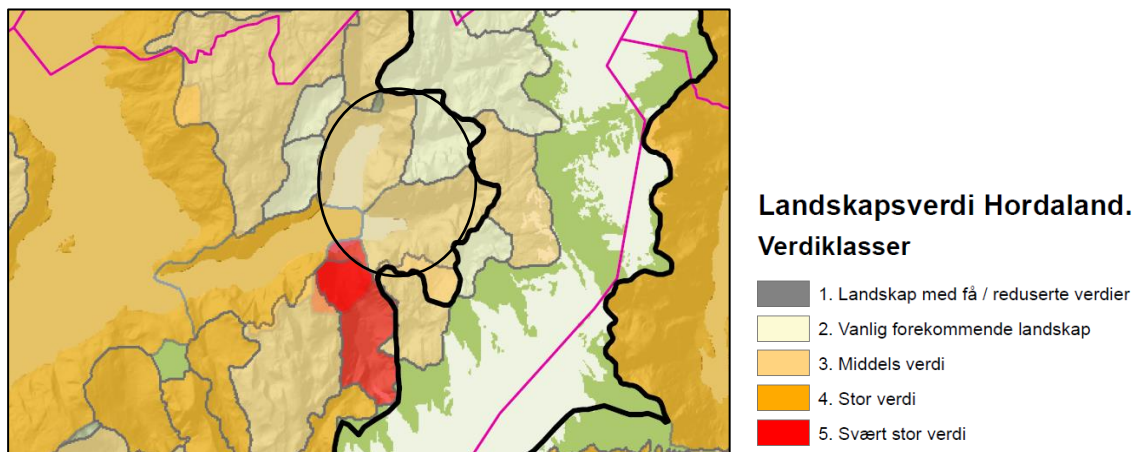 Landskapsverdi Hordaland.
Verdiklasser
1. Landskap med få / reduserte verdier
2. Vanlig forekommende landskap
3. Middels verdi
4. Stor verdi
5. Svært stor verdi